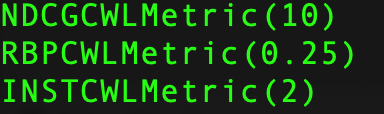 NDCGCWLMetric(10)
RBPCWLMetric(0.25)
INSTCWLMetric(2)